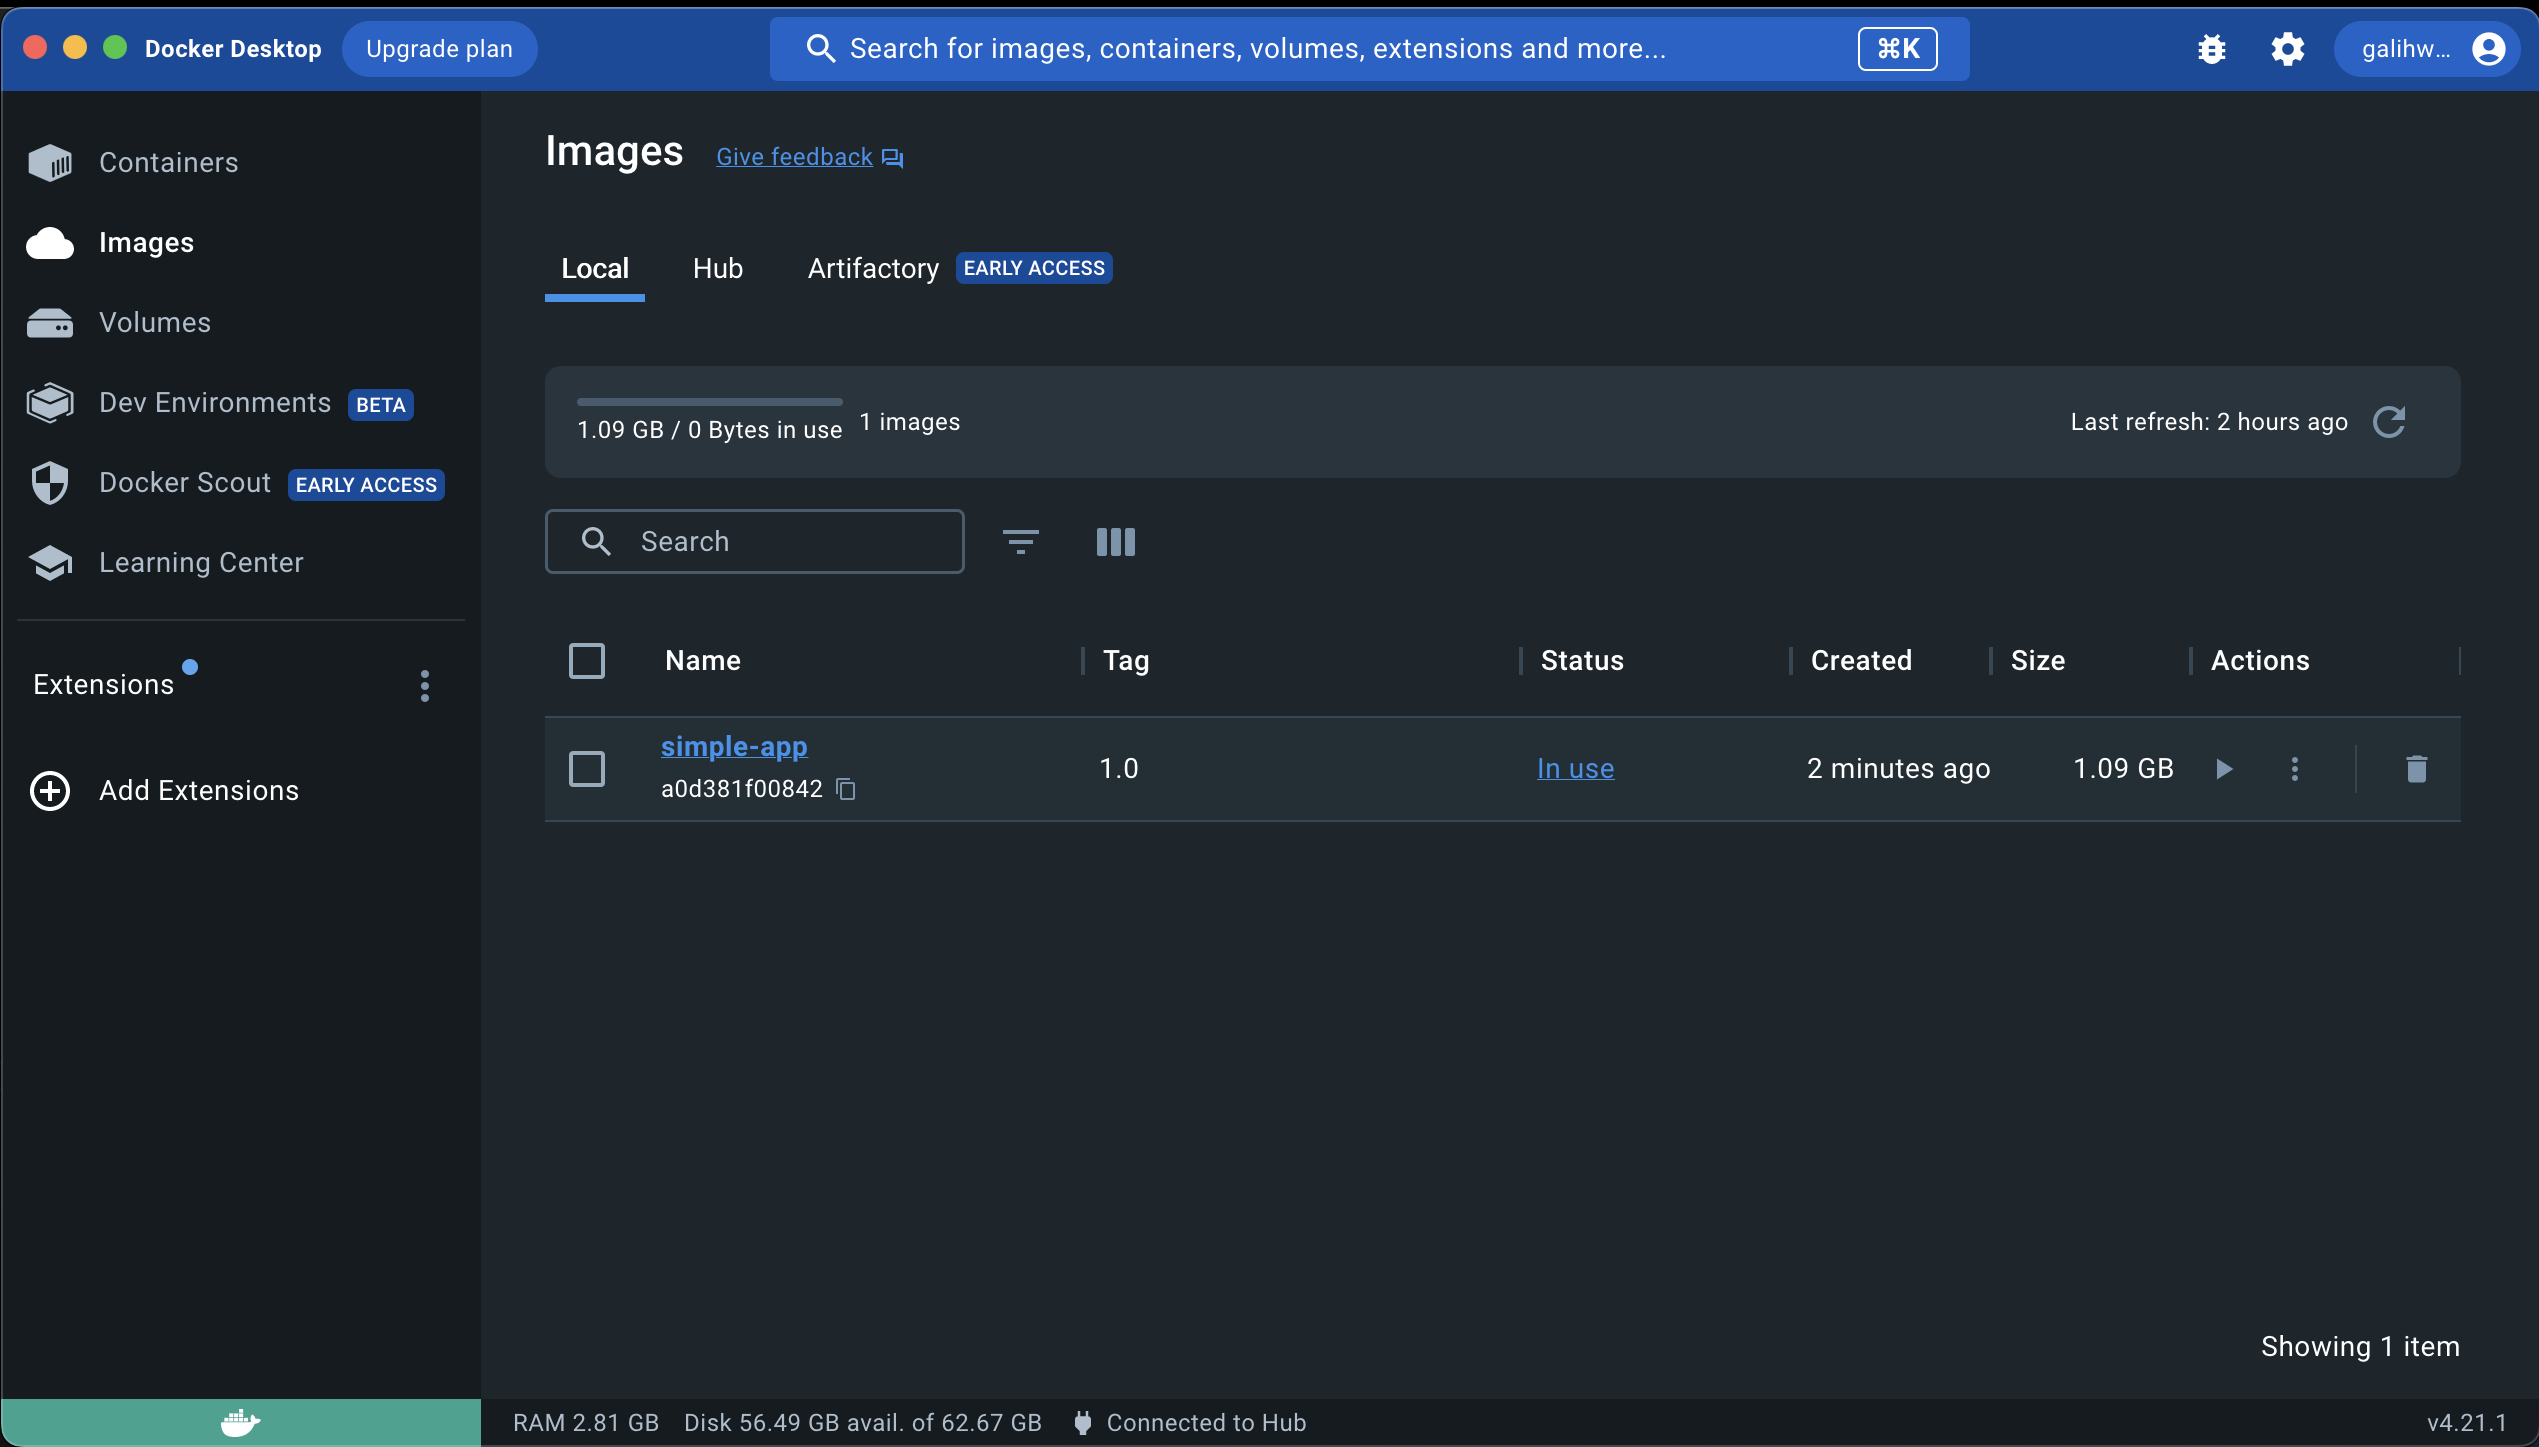 Docker Desktop
Upgrade plan
Search for images, containers, volumes, extensions and more...
⌘K
galihw...
Containers
Images
Volumes
Dev Environments BETA
Docker Scout EARLY ACCESS
Learning Center
Extensions
Add Extensions
Images Give feedback
Local Hub Artifactory EARLY ACCESS
1.09 GB / 0 Bytes in use 1 images Last refresh: 2 hours ago
Search
Name Tag Status Created Size Actions
simple-app
a0d381f00842
1.0 In use 2 minutes ago 1.09 GB
Showing 1 item
RAM 2.81 GB Disk 56.49 GB avail. of 62.67 GB Connected to Hub v4.21.1